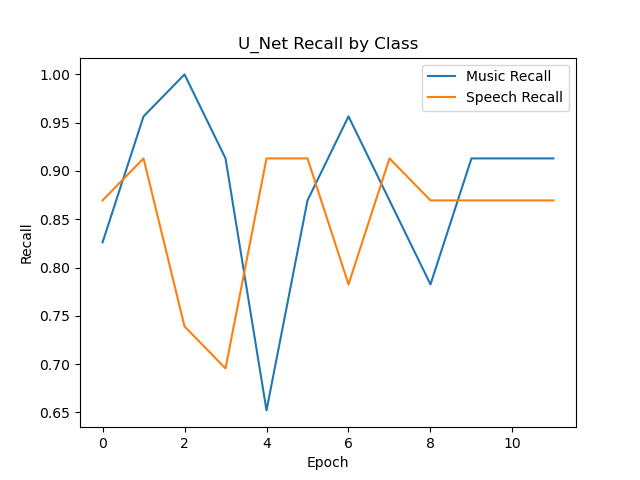 U_Net Recall by Class
Music Recall
Speech Recall
Recall
1.00
0.95
0.90
0.85
0.80
0.75
0.70
0.65
0 2 4 6 8 10
Epoch